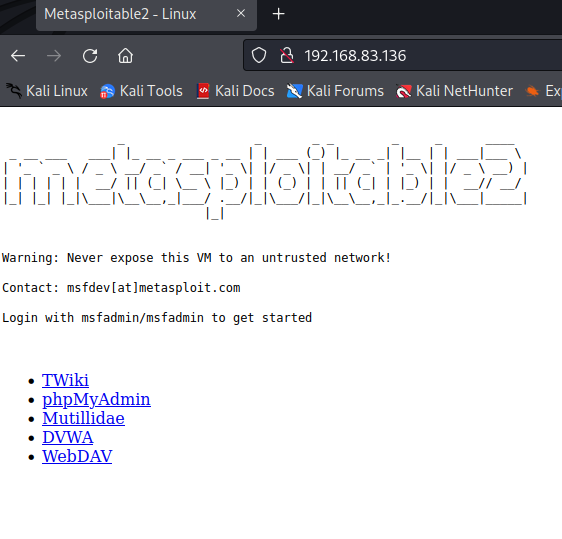 Metasploitable2 - Linux
192.168.83.136
Kali Linux Kali Tools Kali Docs Kali Forums Kali NetHunter Ex
metasploitable2
Warning: Never expose this VM to an untrusted network!
Contact: msfdev[at]metasploit.com
Login with msfadmin/msfadmin to get started
TWiki
phpMyAdmin
Mutillidae
DVWA
WebDAV